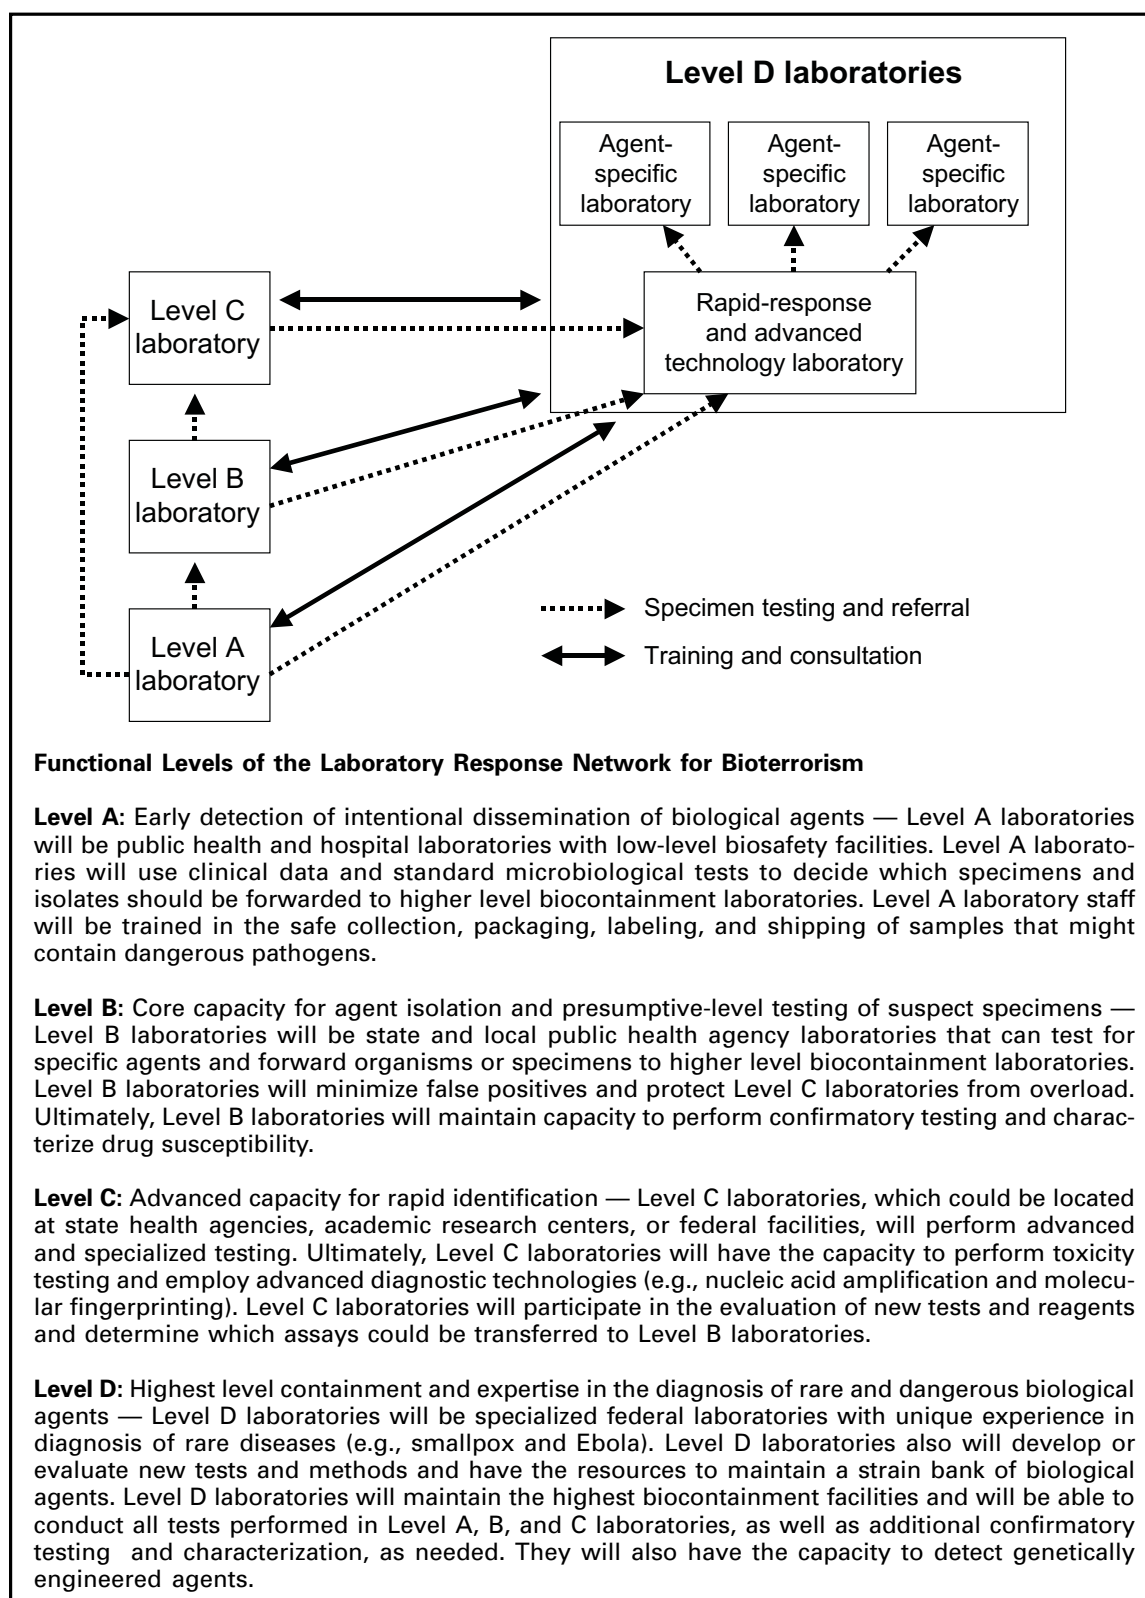 Level D laboratories
Agent-
specific
laboratory
Agent-
specific
laboratory
Agent-
specific
laboratory
Level C
laboratory
Rapid-response
and advanced
technology laboratory
Level B
laboratory
Level A
laboratory
Specimen testing and referral
Training and consultation
Functional Levels of the Laboratory Response Network for Bioterrorism
Level A: Early detection of intentional dissemination of biological agents — Level A laboratories
will be public health and hospital laboratories with low-level biosafety facilities. Level A laborato-
ries will use clinical data and standard microbiological tests to decide which specimens and
isolates should be forwarded to higher level biocontainment laboratories. Level A laboratory staff
will be trained in the safe collection, packaging, labeling, and shipping of samples that might
contain dangerous pathogens.
Level B: Core capacity for agent isolation and presumptive-level testing of suspect specimens —
Level B laboratories will be state and local public health agency laboratories that can test for
specific agents and forward organisms or specimens to higher level biocontainment laboratories.
Level B laboratories will minimize false positives and protect Level C laboratories from overload.
Ultimately, Level B laboratories will maintain capacity to perform confirmatory testing and charac-
terize drug susceptibility.
Level C: Advanced capacity for rapid identification — Level C laboratories, which could be located
at state health agencies, academic research centers, or federal facilities, will perform advanced
and specialized testing. Ultimately, Level C laboratories will have the capacity to perform toxicity
testing and employ advanced diagnostic technologies (e.g., nucleic acid amplification and molecu-
lar fingerprinting). Level C laboratories will participate in the evaluation of new tests and reagents
and determine which assays could be transferred to Level B laboratories.
Level D: Highest level containment and expertise in the diagnosis of rare and dangerous biological
agents — Level D laboratories will be specialized federal laboratories with unique experience in
diagnosis of rare diseases (e.g., smallpox and Ebola). Level D laboratories also will develop or
evaluate new tests and methods and have the resources to maintain a strain bank of biological
agents. Level D laboratories will maintain the highest biocontainment facilities and will be able to
conduct all tests performed in Level A, B, and C laboratories, as well as additional confirmatory
testing and characterization, as needed. They will also have the capacity to detect genetically
engineered agents.